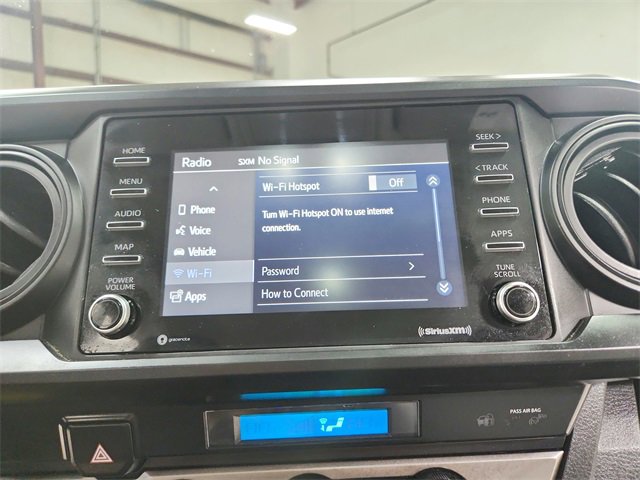 HOME
MENU
AUDIO
MAP
POWER
VOLUME
Radio
SXM No Signal
Phone
Voice
Vehicle
Wi-Fi
Apps
Wi-Fi Hotspot Off
Turn Wi-Fi Hotspot ON to use internet
connection.
Password >
How to Connect
SEEK >
< TRACK
PHONE
APPS
TUNE
SCROLL
gracenote
((SiriusXM))
PASS AIR BAG